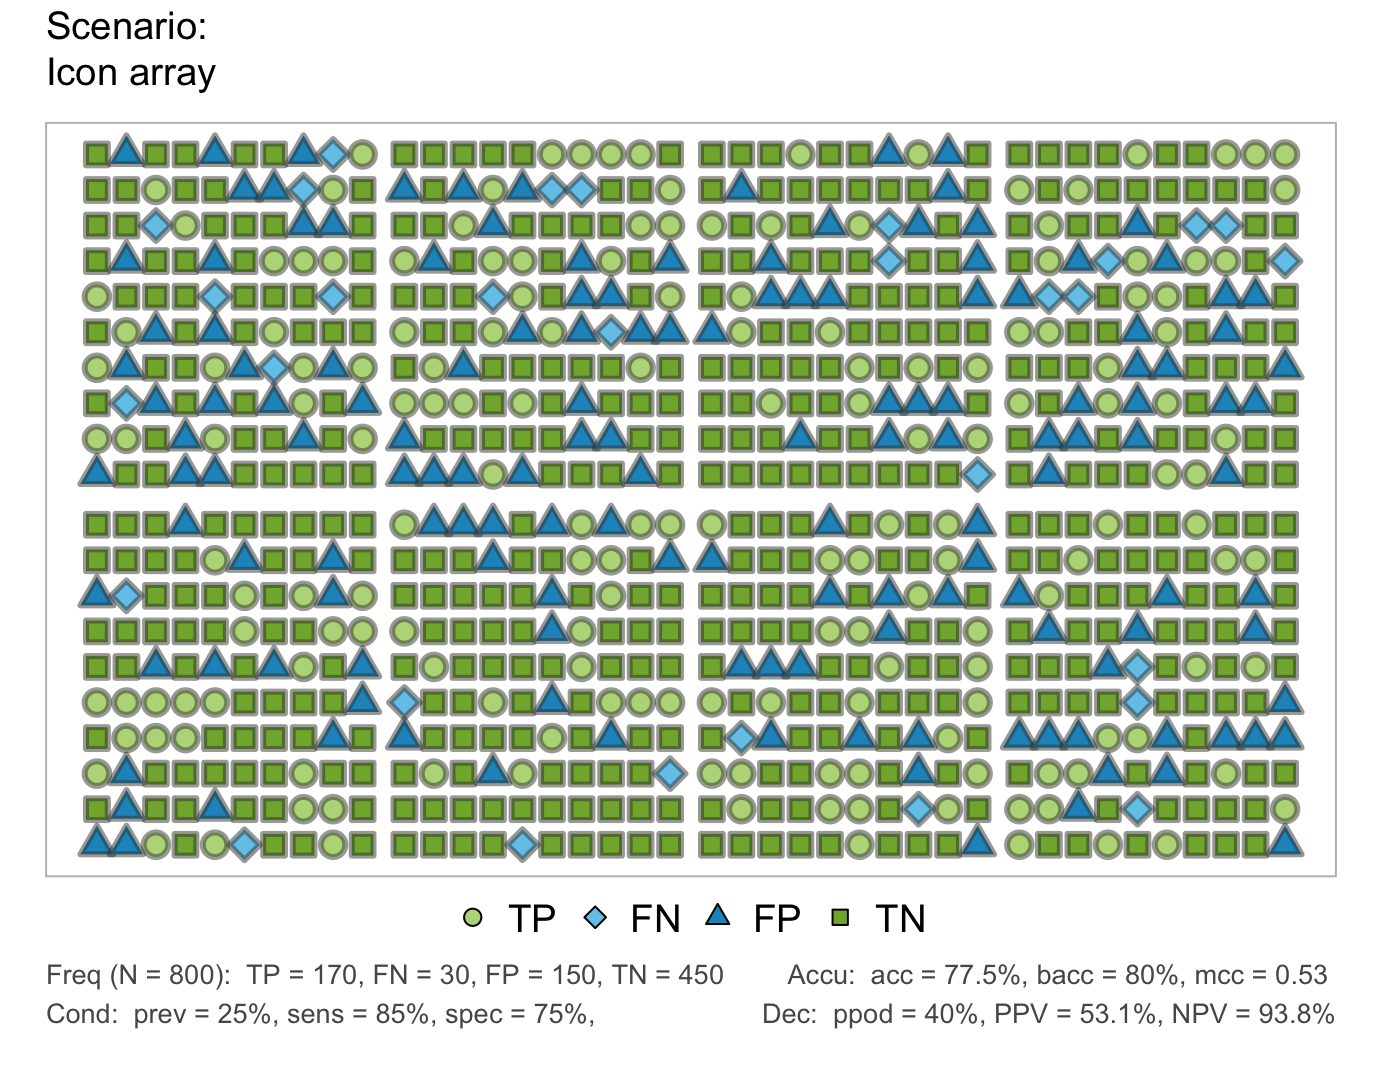 Scenario:
Icon array
TP FN FP TN
Freq (N = 800): TP = 170, FN = 30, FP = 150, TN = 450 Accu: acc = 77.5%, bacc = 80%, mcc = 0.53
Cond: prev = 25%, sens = 85%, spec = 75%, Dec: ppod = 40%, PPV = 53.1%, NPV = 93.8%